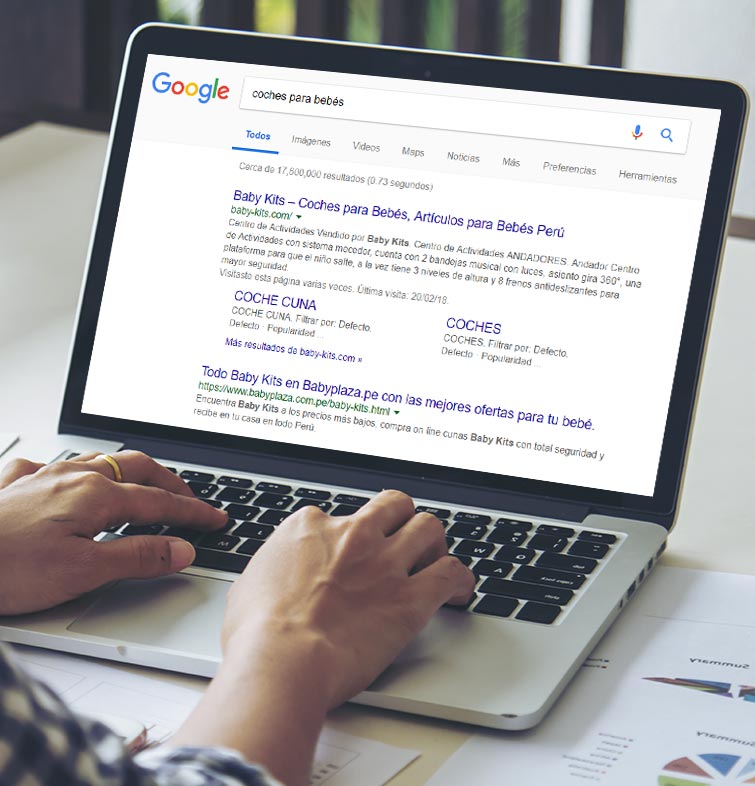 Google
coches para bebés
Todos Imágenes Videos Maps Noticias Más Preferencias Herramientas
Cerca de 17,600,000 resultados (0.73 segundos)
Baby Kits – Coches para Bebés, Artículos para Bebés Perú
baby-kits.com/
Centro de Actividades Vendido por Baby Kits. Centro de Actividades ANDADORES. Andador Centro
de Actividades con sistema mecedor, cuenta con 2 bandejas musical con luces, asiento gira 360°, una
plataforma para que el niño salte, a la vez tiene 3 niveles de altura y 8 frenos antideslizantes para
mayor seguridad.
Visitaste esta página varias veces. Última visita: 20/02/18.
COCHE CUNA
COCHE CUNA. Filtrar por: Defecto.
Defecto · Popularidad ...
COCHES
COCHES. Filtrar por: Defecto.
Defecto · Popularidad ...
Más resultados de baby-kits.com »
Todo Baby Kits en Babyplaza.pe con las mejores ofertas para tu bebé.
https://www.babyplaza.com.pe/baby-kits.html
Encuentra Baby Kits a los precios más bajos, compra on line cunas Baby Kits con total seguridad y
recibe en tu casa en todo Perú.
Summary
Summary